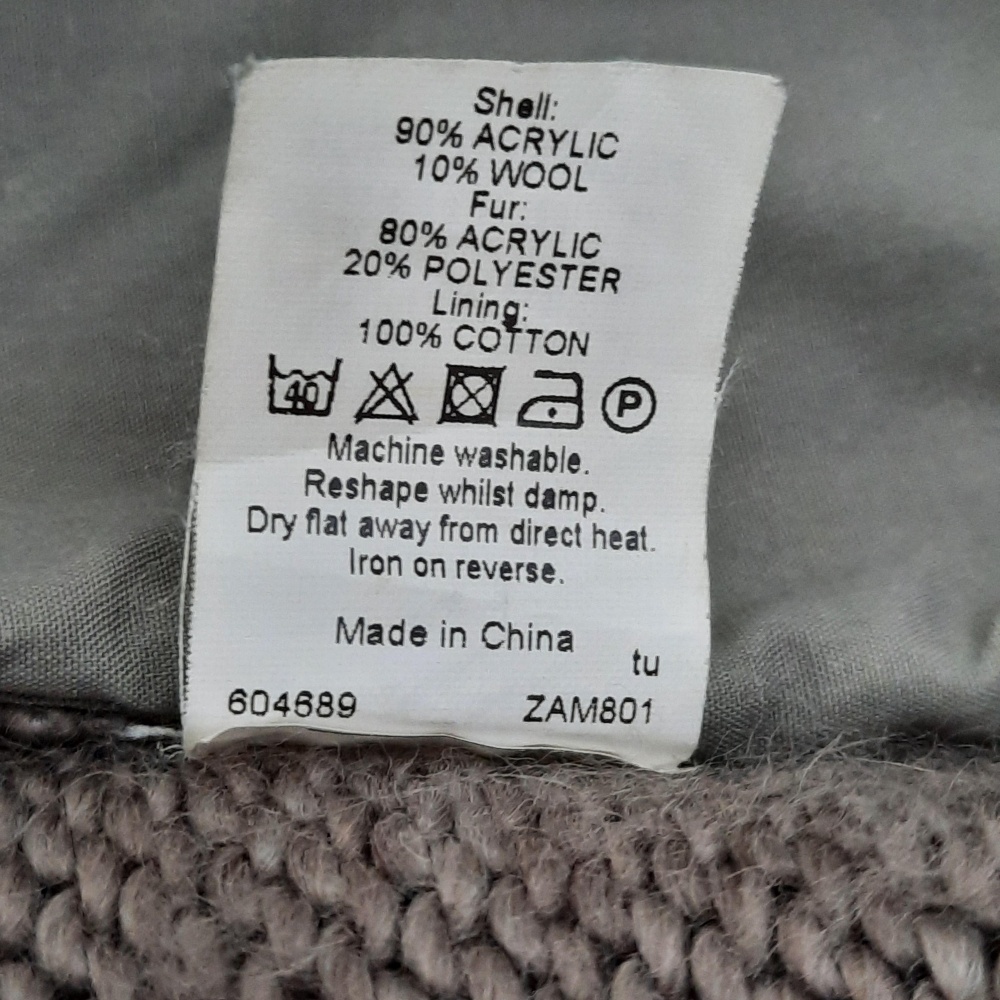 Shell:
90% ACRYLIC
10% WOOL
Fur:
80% ACRYLIC
20% POLYESTER
Lining:
100% COTTON
40 P
Machine washable.
Reshape whilst damp.
Dry flat away from direct heat.
Iron on reverse.
Made in China
tu
604689 ZAM801